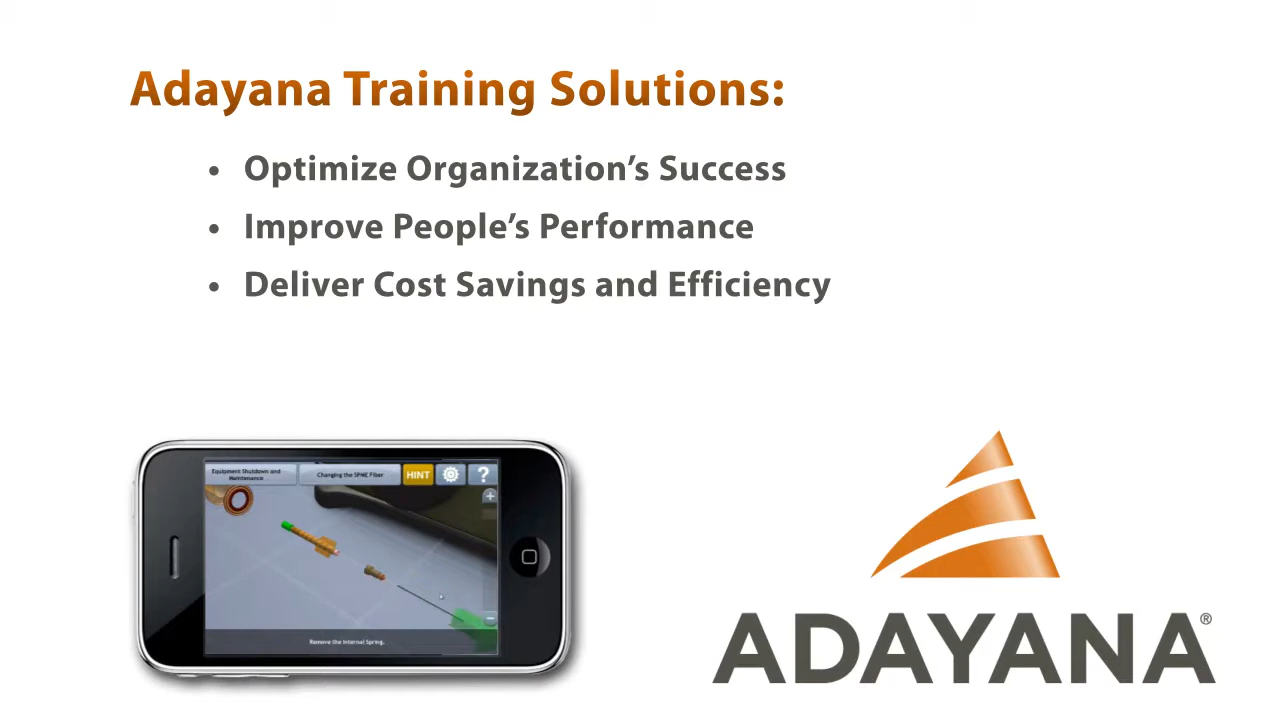 Adayana Training Solutions:
• Optimize Organization’s Success
• Improve People’s Performance
• Deliver Cost Savings and Efficiency
Equipment Shutdown and
Maintenance
Changing the SPME Fiber
HINT
?
+
−
Remove the Internal Spring.
ADAYANA®